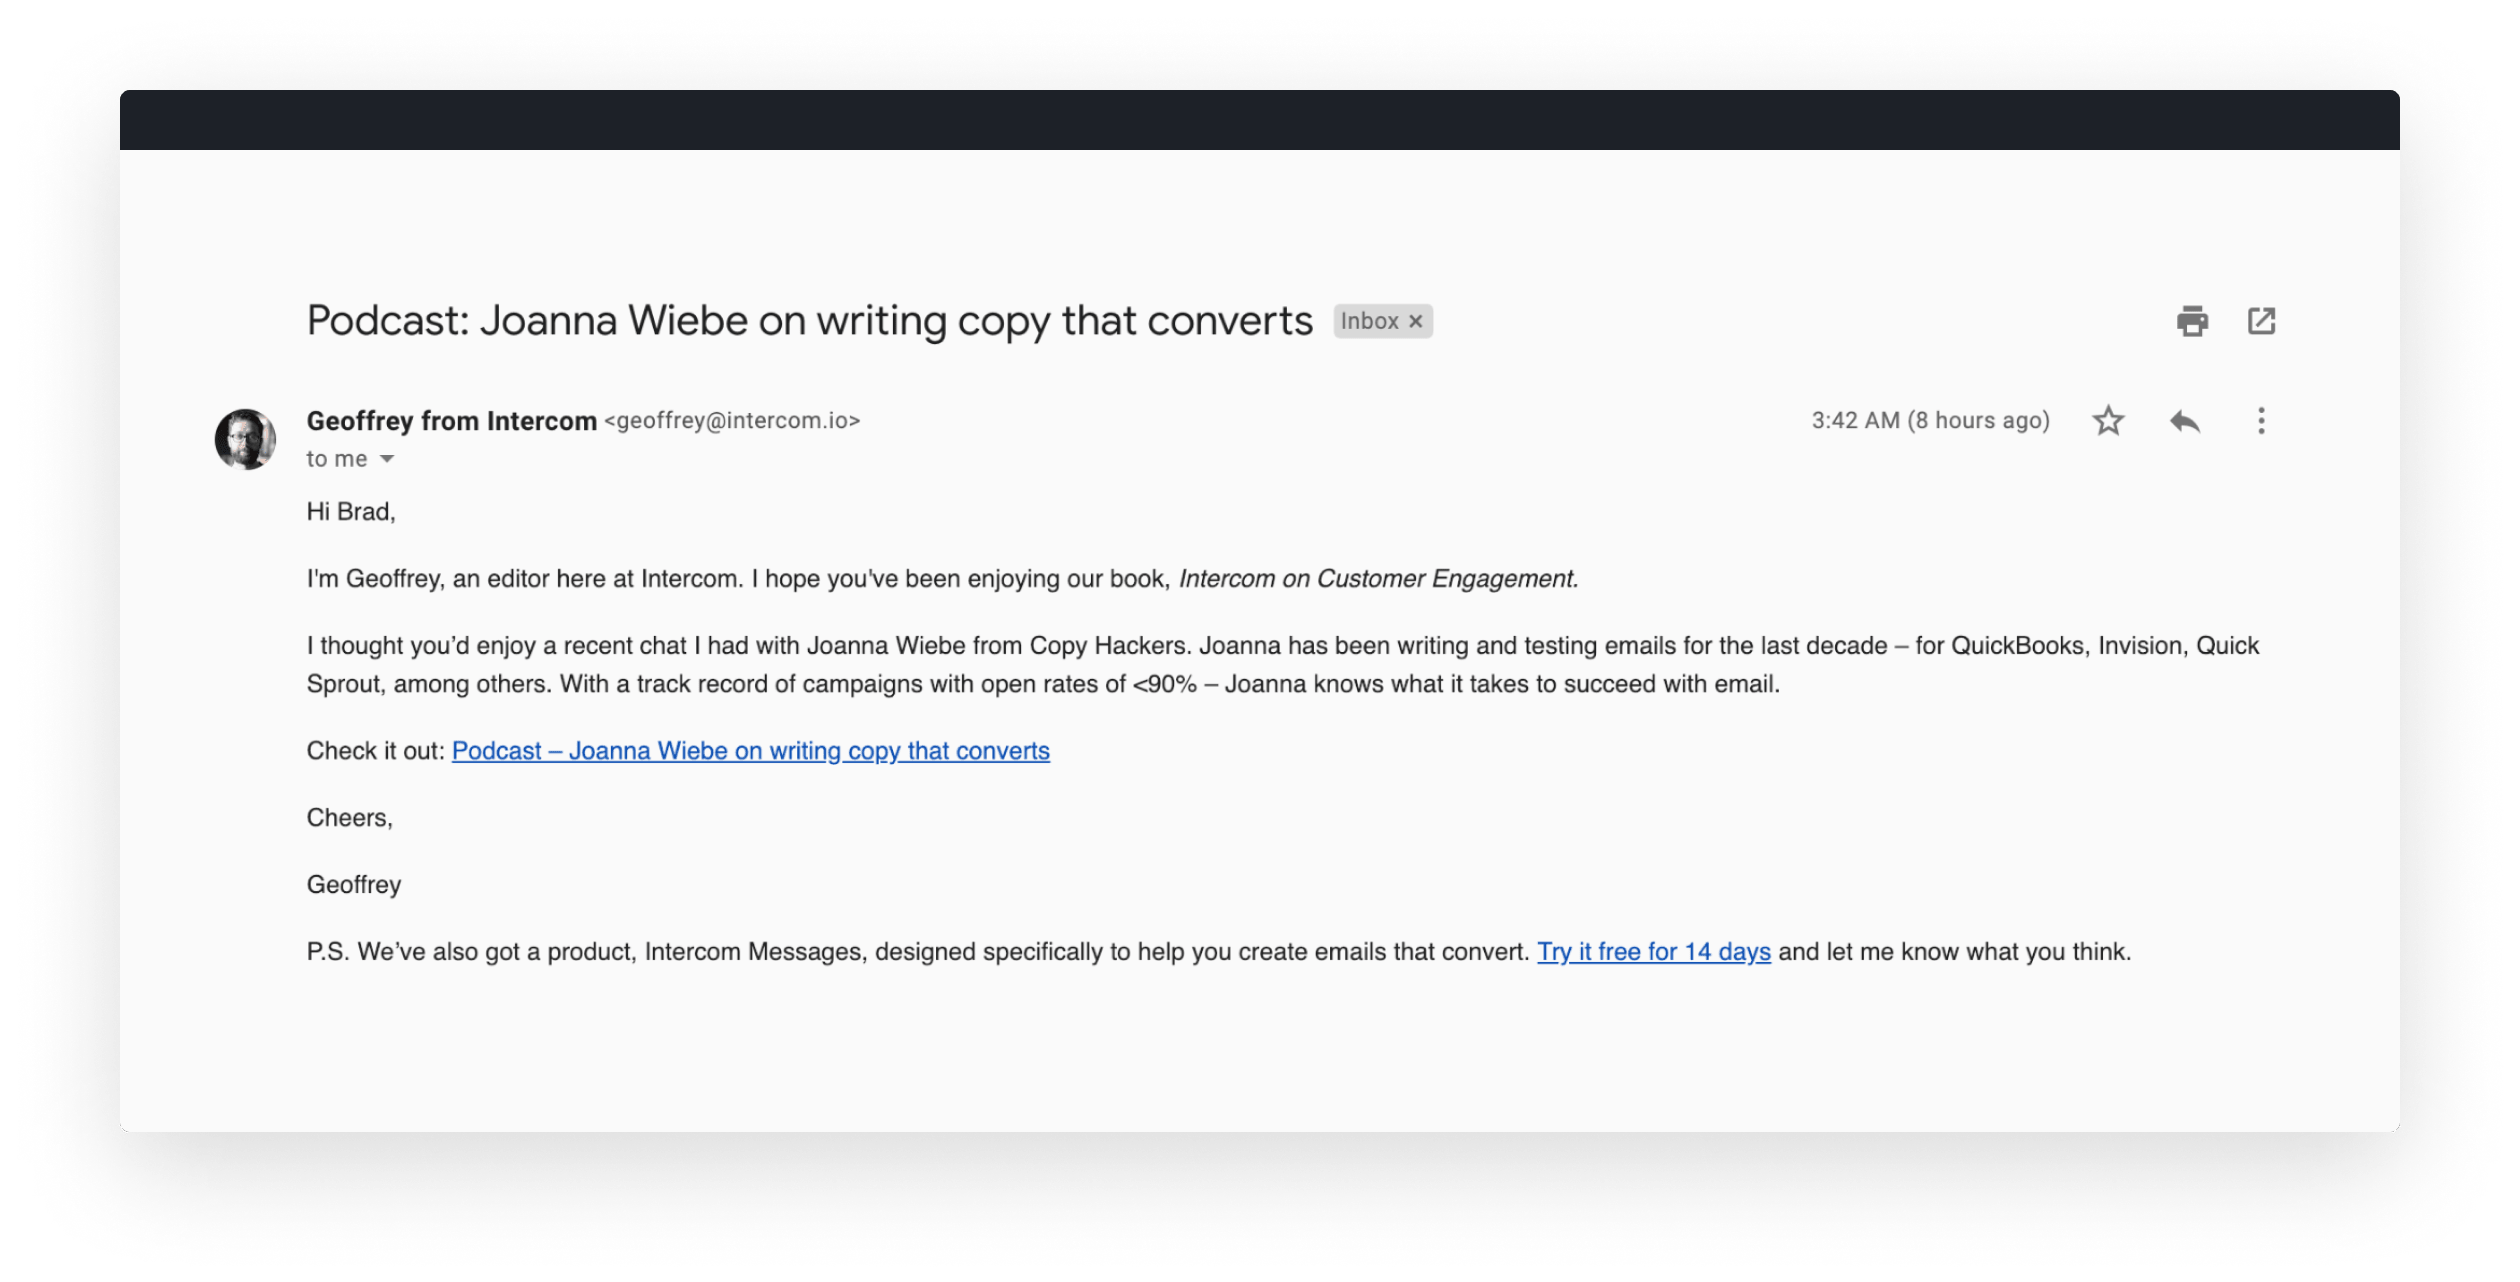 Podcast: Joanna Wiebe on writing copy that converts Inbox ×
Geoffrey from Intercom <geoffrey@intercom.io> 3:42 AM (8 hours ago)
to me
Hi Brad,
I'm Geoffrey, an editor here at Intercom. I hope you've been enjoying our book, Intercom on Customer Engagement.
I thought you’d enjoy a recent chat I had with Joanna Wiebe from Copy Hackers. Joanna has been writing and testing emails for the last decade – for QuickBooks, Invision, Quick
Sprout, among others. With a track record of campaigns with open rates of <90% – Joanna knows what it takes to succeed with email.
Check it out: Podcast – Joanna Wiebe on writing copy that converts
Cheers,
Geoffrey
P.S. We’ve also got a product, Intercom Messages, designed specifically to help you create emails that convert. Try it free for 14 days and let me know what you think.